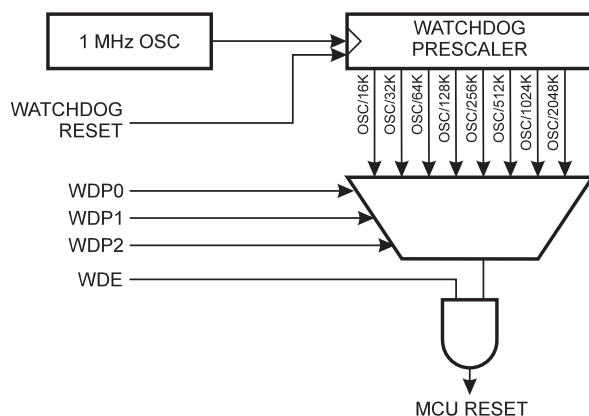 1 MHz OSC
WATCHDOG
PRESCALER
WATCHDOG
RESET
OSC/16K
OSC/32K
OSC/64K
OSC/128K
OSC/256K
OSC/512K
OSC/1024K
OSC/2048K
WDP0
WDP1
WDP2
WDE
MCU RESET